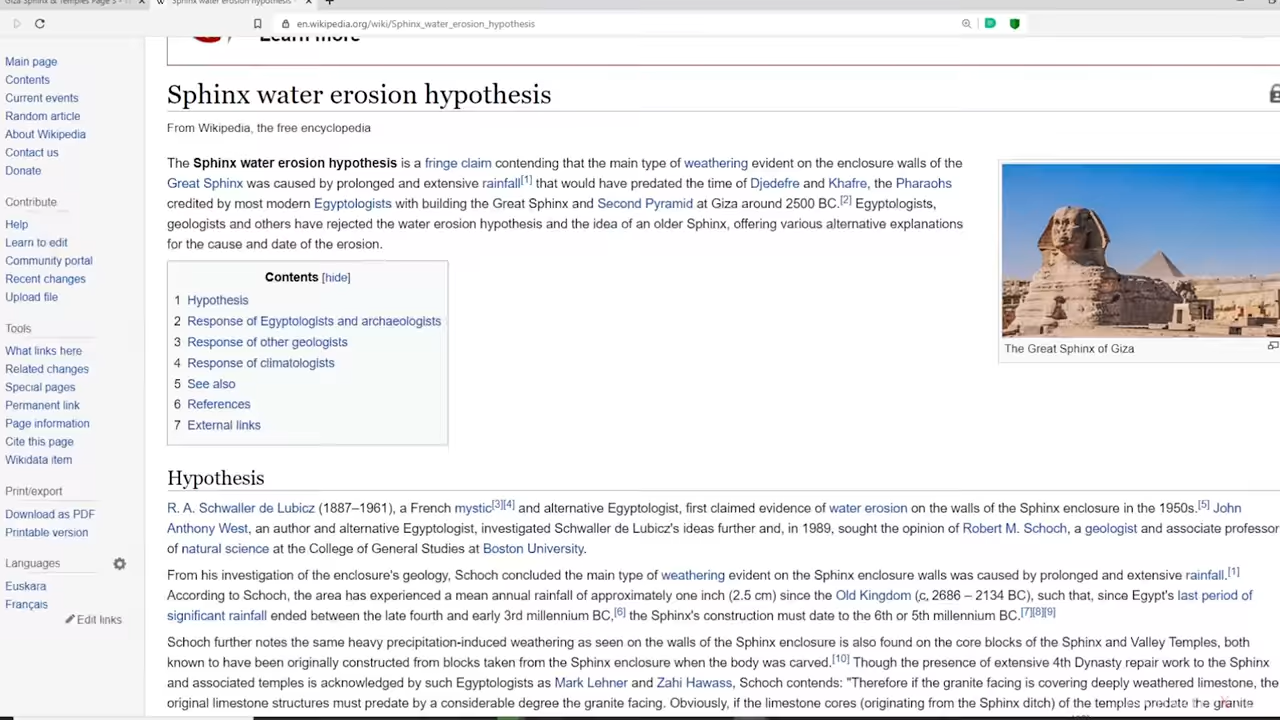 Giza Sphinx & Temples Page 3 -
Sphinx water erosion hypothesis -
en.wikipedia.org/wiki/Sphinx_water_erosion_hypothesis
Learn more
Main page
Contents
Current events
Random article
About Wikipedia
Contact us
Donate
Contribute
Help
Learn to edit
Community portal
Recent changes
Upload file
Tools
What links here
Related changes
Special pages
Permanent link
Page information
Cite this page
Wikidata item
Print/export
Download as PDF
Printable version
Languages
Euskara
Français
Edit links
Sphinx water erosion hypothesis
From Wikipedia, the free encyclopedia
The Sphinx water erosion hypothesis is a fringe claim contending that the main type of weathering evident on the enclosure walls of the
Great Sphinx was caused by prolonged and extensive rainfall[1] that would have predated the time of Djedefre and Khafre, the Pharaohs
credited by most modern Egyptologists with building the Great Sphinx and Second Pyramid at Giza around 2500 BC.[2] Egyptologists,
geologists and others have rejected the water erosion hypothesis and the idea of an older Sphinx, offering various alternative explanations
for the cause and date of the erosion.
The Great Sphinx of Giza
Contents [hide]
1 Hypothesis
2 Response of Egyptologists and archaeologists
3 Response of other geologists
4 Response of climatologists
5 See also
6 References
7 External links
Hypothesis
R. A. Schwaller de Lubicz (1887–1961), a French mystic[3][4] and alternative Egyptologist, first claimed evidence of water erosion on the walls of the Sphinx enclosure in the 1950s.[5] John
Anthony West, an author and alternative Egyptologist, investigated Schwaller de Lubicz's ideas further and, in 1989, sought the opinion of Robert M. Schoch, a geologist and associate professor
of natural science at the College of General Studies at Boston University.
From his investigation of the enclosure's geology, Schoch concluded the main type of weathering evident on the Sphinx enclosure walls was caused by prolonged and extensive rainfall.[1]
According to Schoch, the area has experienced a mean annual rainfall of approximately one inch (2.5 cm) since the Old Kingdom (c. 2686 – 2134 BC), such that, since Egypt's last period of
significant rainfall ended between the late fourth and early 3rd millennium BC,[6] the Sphinx's construction must date to the 6th or 5th millennium BC.[7][8][9]
Schoch further notes the same heavy precipitation-induced weathering as seen on the walls of the Sphinx enclosure is also found on the core blocks of the Sphinx and Valley Temples, both
known to have been originally constructed from blocks taken from the Sphinx enclosure when the body was carved.[10] Though the presence of extensive 4th Dynasty repair work to the Sphinx
and associated temples is acknowledged by such Egyptologists as Mark Lehner and Zahi Hawass, Schoch contends: "Therefore if the granite facing is covering deeply weathered limestone, the
original limestone structures must predate by a considerable degree the granite facing. Obviously, if the limestone cores (originating from the Sphinx ditch) of the temples predate the granite